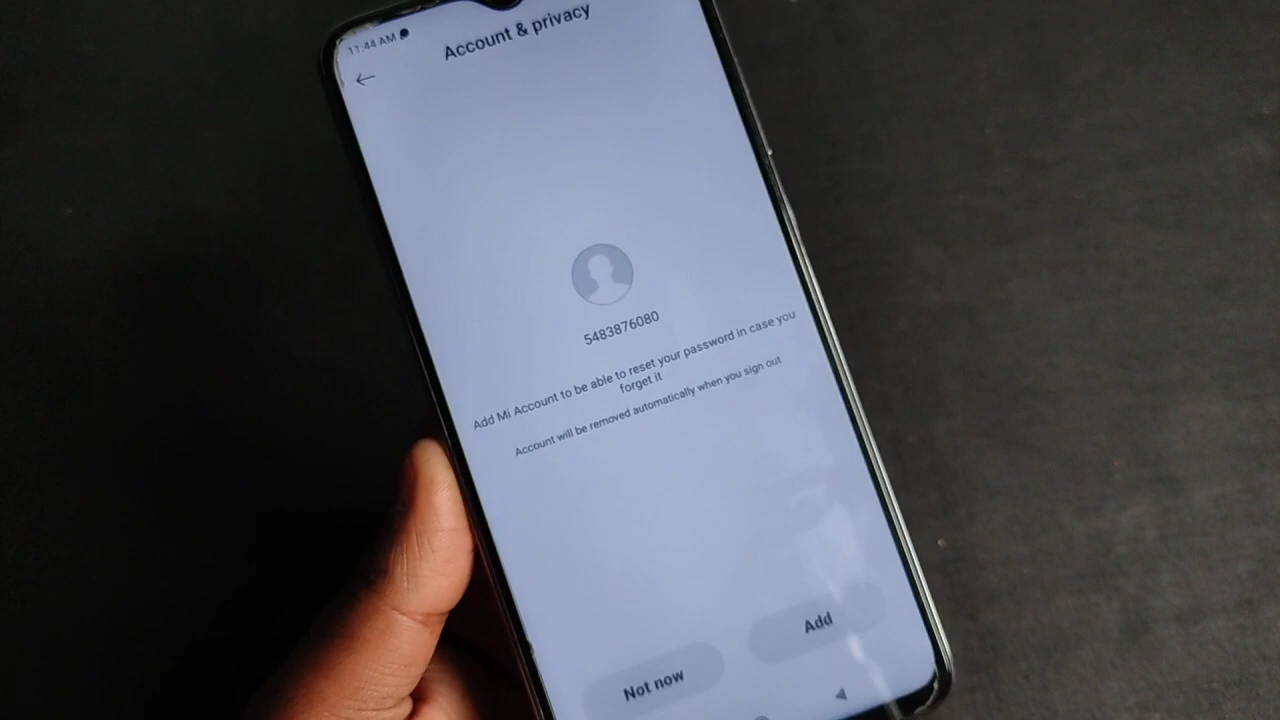 11:44 AM
Account & privacy
5483876080
Add Mi Account to be able to reset your password in case you
forget it
Account will be removed automatically when you sign out
Not now
Add